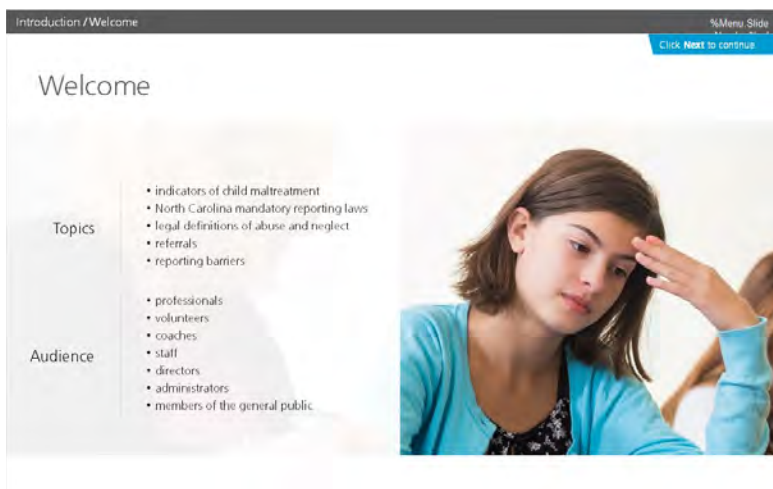 Introduction / Welcome
%Menu.Slide
Click Next to continue
Welcome
Topics
• indicators of child maltreatment
• North Carolina mandatory reporting laws
• legal definitions of abuse and neglect
• referrals
• reporting barriers
Audience
• professionals
• volunteers
• coaches
• staff
• directors
• administrators
• members of the general public